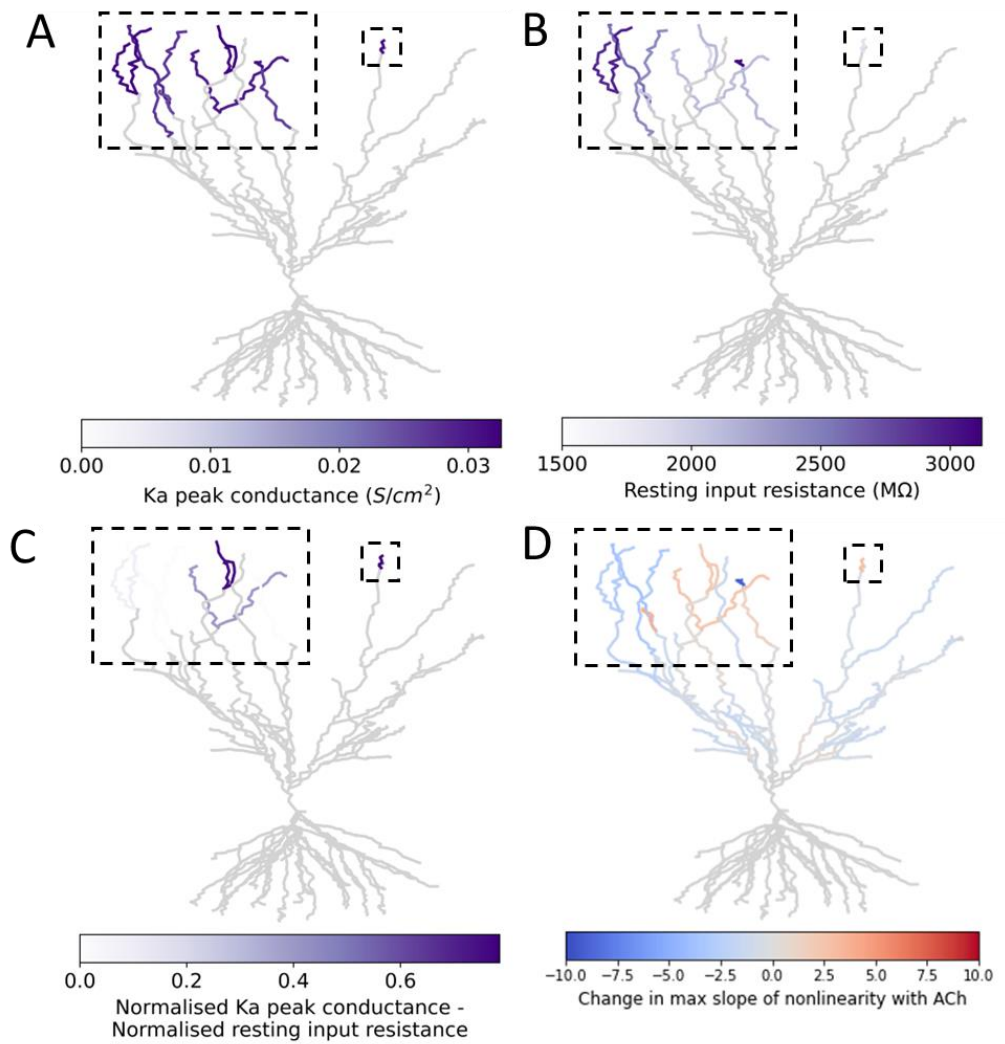 A
B
0.00 0.01 0.02 0.03
Ka peak conductance (S/cm²)
1500 2000 2500 3000
Resting input resistance (MΩ)
C
D
0.0 0.2 0.4 0.6
Normalised Ka peak conductance -
Normalised resting input resistance
−10.0 −7.5 −5.0 −2.5 0.0 2.5 5.0 7.5 10.0
Change in max slope of nonlinearity with ACh